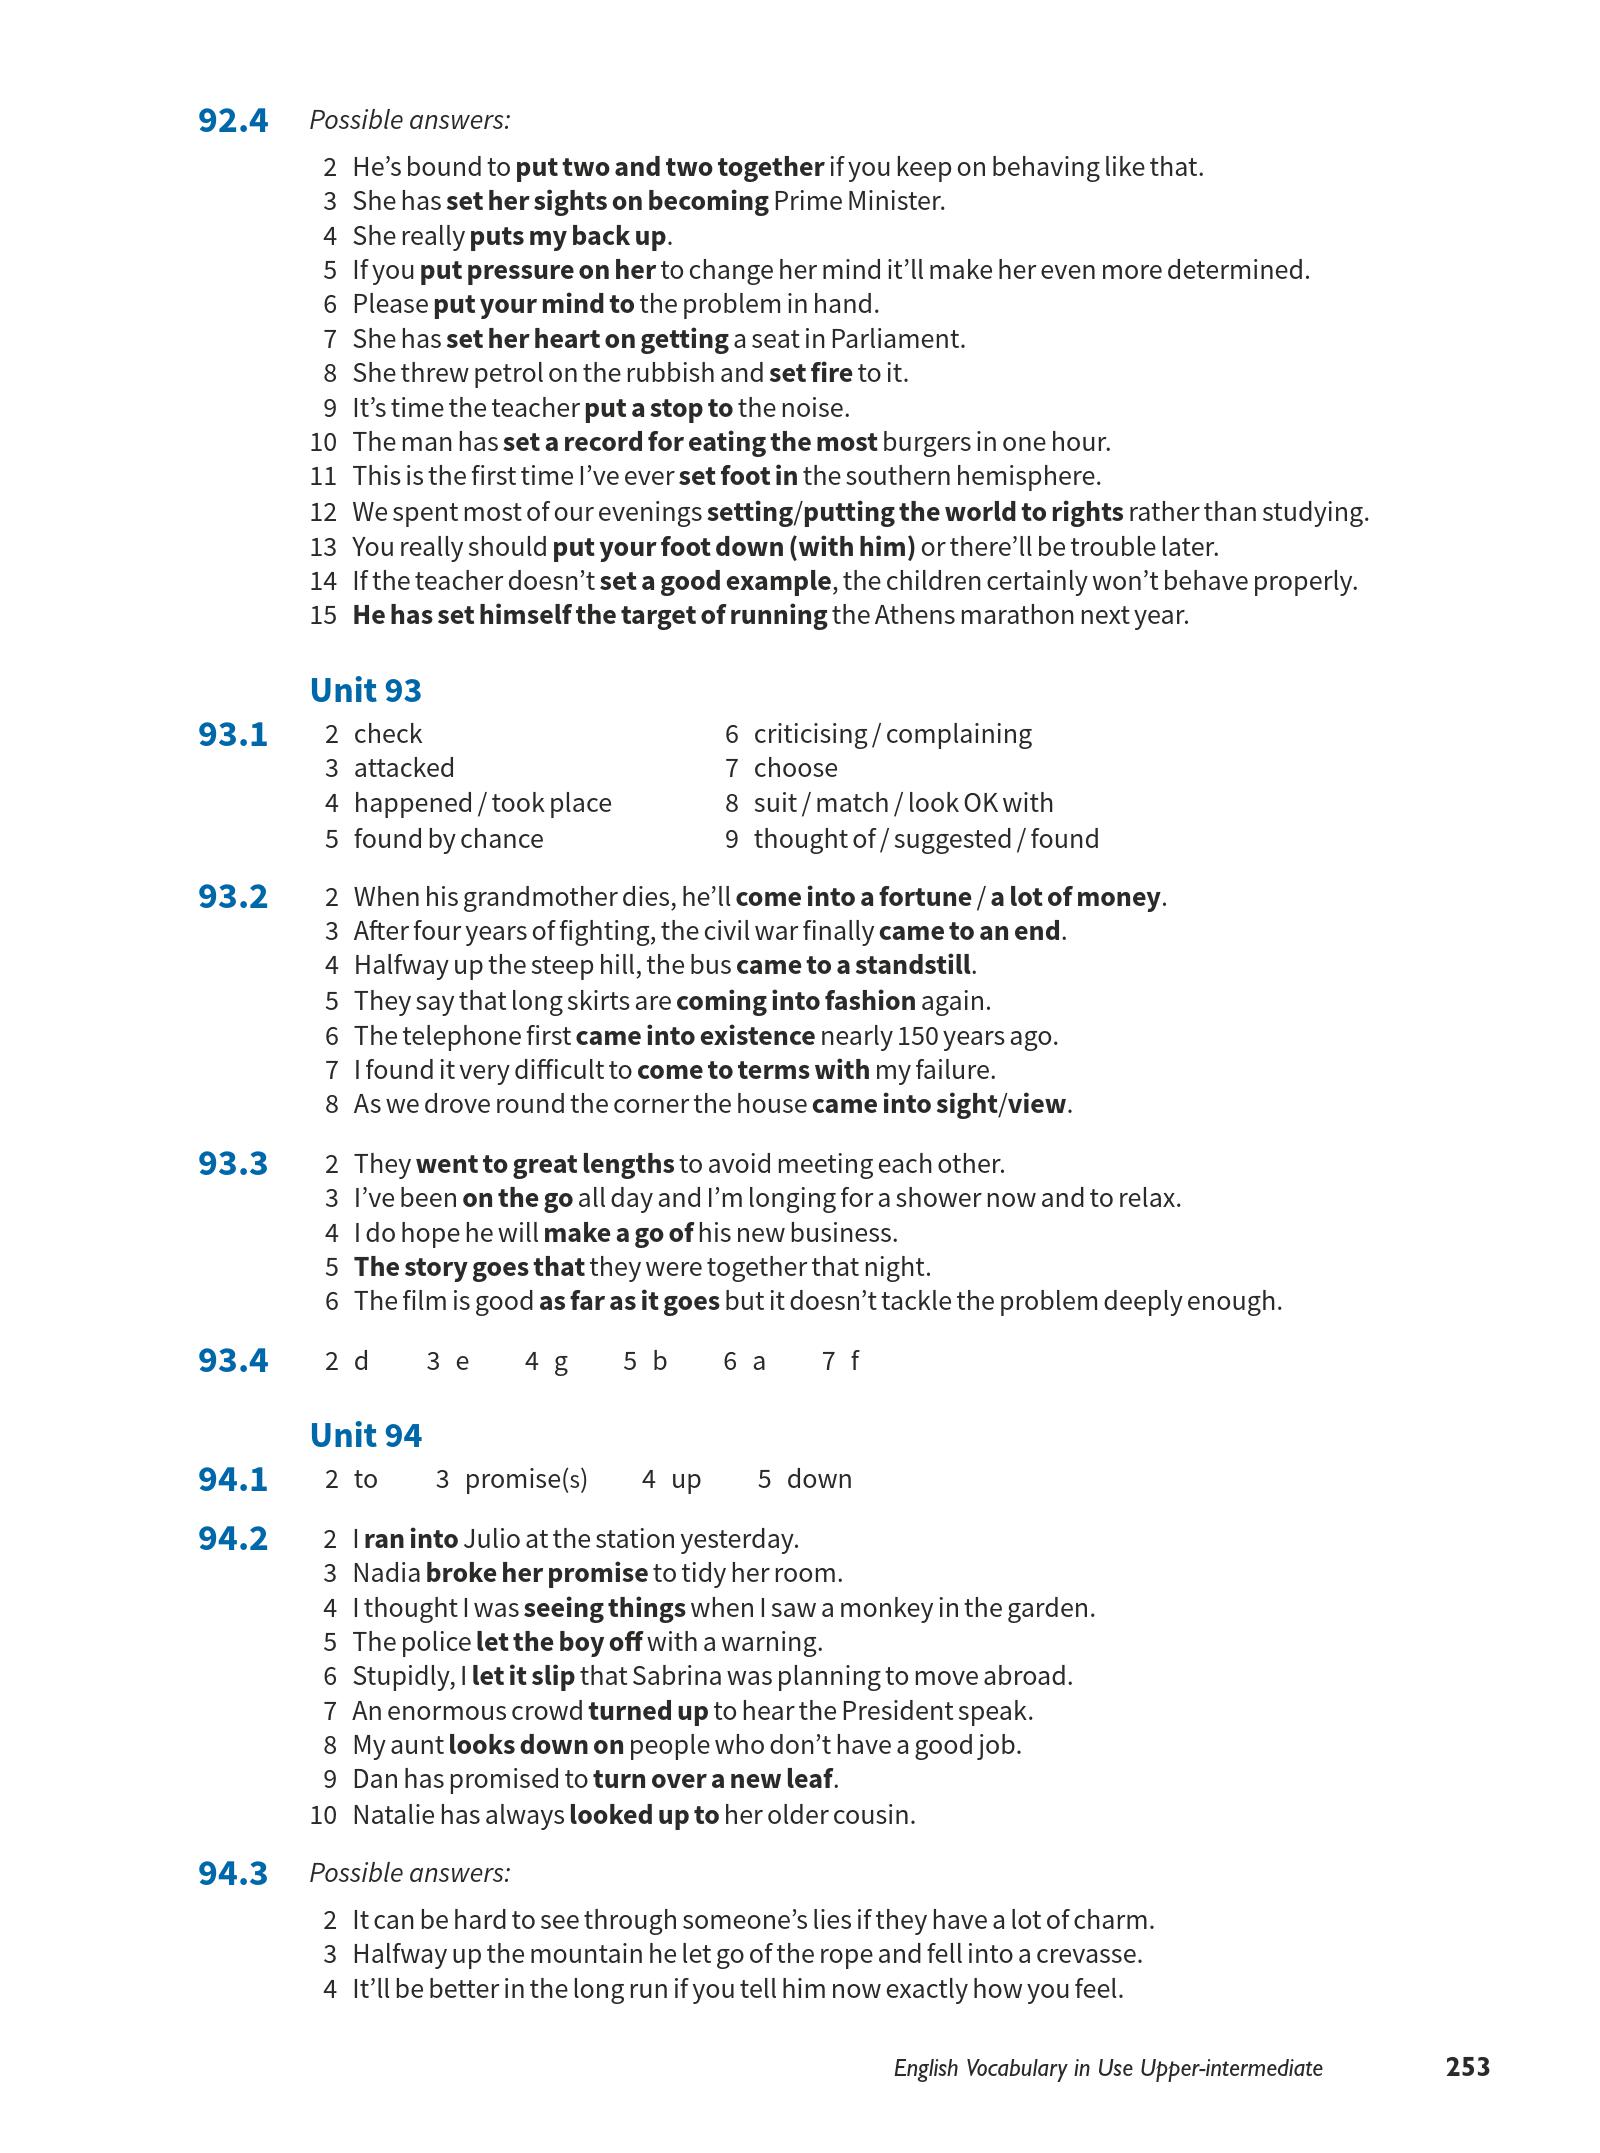 92.4 Possible answers:
2 He’s bound to put two and two together if you keep on behaving like that.
3 She has set her sights on becoming Prime Minister.
4 She really puts my back up.
5 If you put pressure on her to change her mind it’ll make her even more determined.
6 Please put your mind to the problem in hand.
7 She has set her heart on getting a seat in Parliament.
8 She threw petrol on the rubbish and set fire to it.
9 It’s time the teacher put a stop to the noise.
10 The man has set a record for eating the most burgers in one hour.
11 This is the first time I’ve ever set foot in the southern hemisphere.
12 We spent most of our evenings setting/putting the world to rights rather than studying.
13 You really should put your foot down (with him) or there’ll be trouble later.
14 If the teacher doesn’t set a good example, the children certainly won’t behave properly.
15 He has set himself the target of running the Athens marathon next year.
Unit 93
93.1 2 check 6 criticising / complaining
3 attacked 7 choose
4 happened / took place 8 suit / match / look OK with
5 found by chance 9 thought of / suggested / found
93.2 2 When his grandmother dies, he’ll come into a fortune / a lot of money.
3 After four years of fighting, the civil war finally came to an end.
4 Halfway up the steep hill, the bus came to a standstill.
5 They say that long skirts are coming into fashion again.
6 The telephone first came into existence nearly 150 years ago.
7 I found it very difficult to come to terms with my failure.
8 As we drove round the corner the house came into sight/view.
93.3 2 They went to great lengths to avoid meeting each other.
3 I’ve been on the go all day and I’m longing for a shower now and to relax.
4 I do hope he will make a go of his new business.
5 The story goes that they were together that night.
6 The film is good as far as it goes but it doesn’t tackle the problem deeply enough.
93.4 2 d 3 e 4 g 5 b 6 a 7 f
Unit 94
94.1 2 to 3 promise(s) 4 up 5 down
94.2 2 I ran into Julio at the station yesterday.
3 Nadia broke her promise to tidy her room.
4 I thought I was seeing things when I saw a monkey in the garden.
5 The police let the boy off with a warning.
6 Stupidly, I let it slip that Sabrina was planning to move abroad.
7 An enormous crowd turned up to hear the President speak.
8 My aunt looks down on people who don’t have a good job.
9 Dan has promised to turn over a new leaf.
10 Natalie has always looked up to her older cousin.
94.3 Possible answers:
2 It can be hard to see through someone’s lies if they have a lot of charm.
3 Halfway up the mountain he let go of the rope and fell into a crevasse.
4 It’ll be better in the long run if you tell him now exactly how you feel.
English Vocabulary in Use Upper-intermediate 253